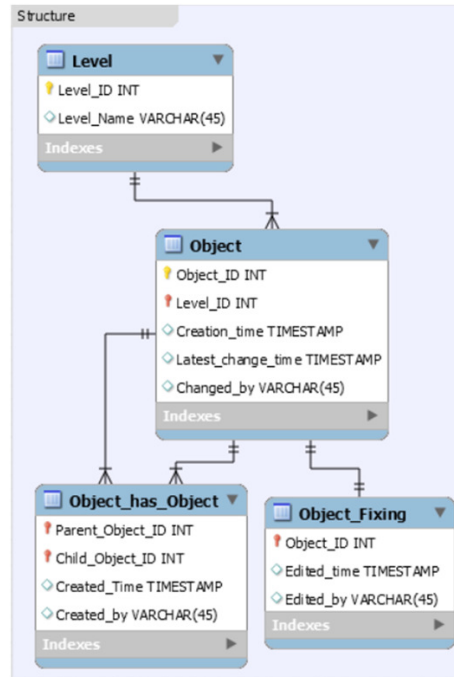 Structure
Level
Level_ID INT
Level_Name VARCHAR(45)
Indexes
Object
Object_ID INT
Level_ID INT
Creation_time TIMESTAMP
Latest_change_time TIMESTAMP
Changed_by VARCHAR(45)
Indexes
Object_has_Object
Parent_Object_ID INT
Child_Object_ID INT
Created_Time TIMESTAMP
Created_by VARCHAR(45)
Indexes
Object_Fixing
Object_ID INT
Edited_time TIMESTAMP
Edited_by VARCHAR(45)
Indexes